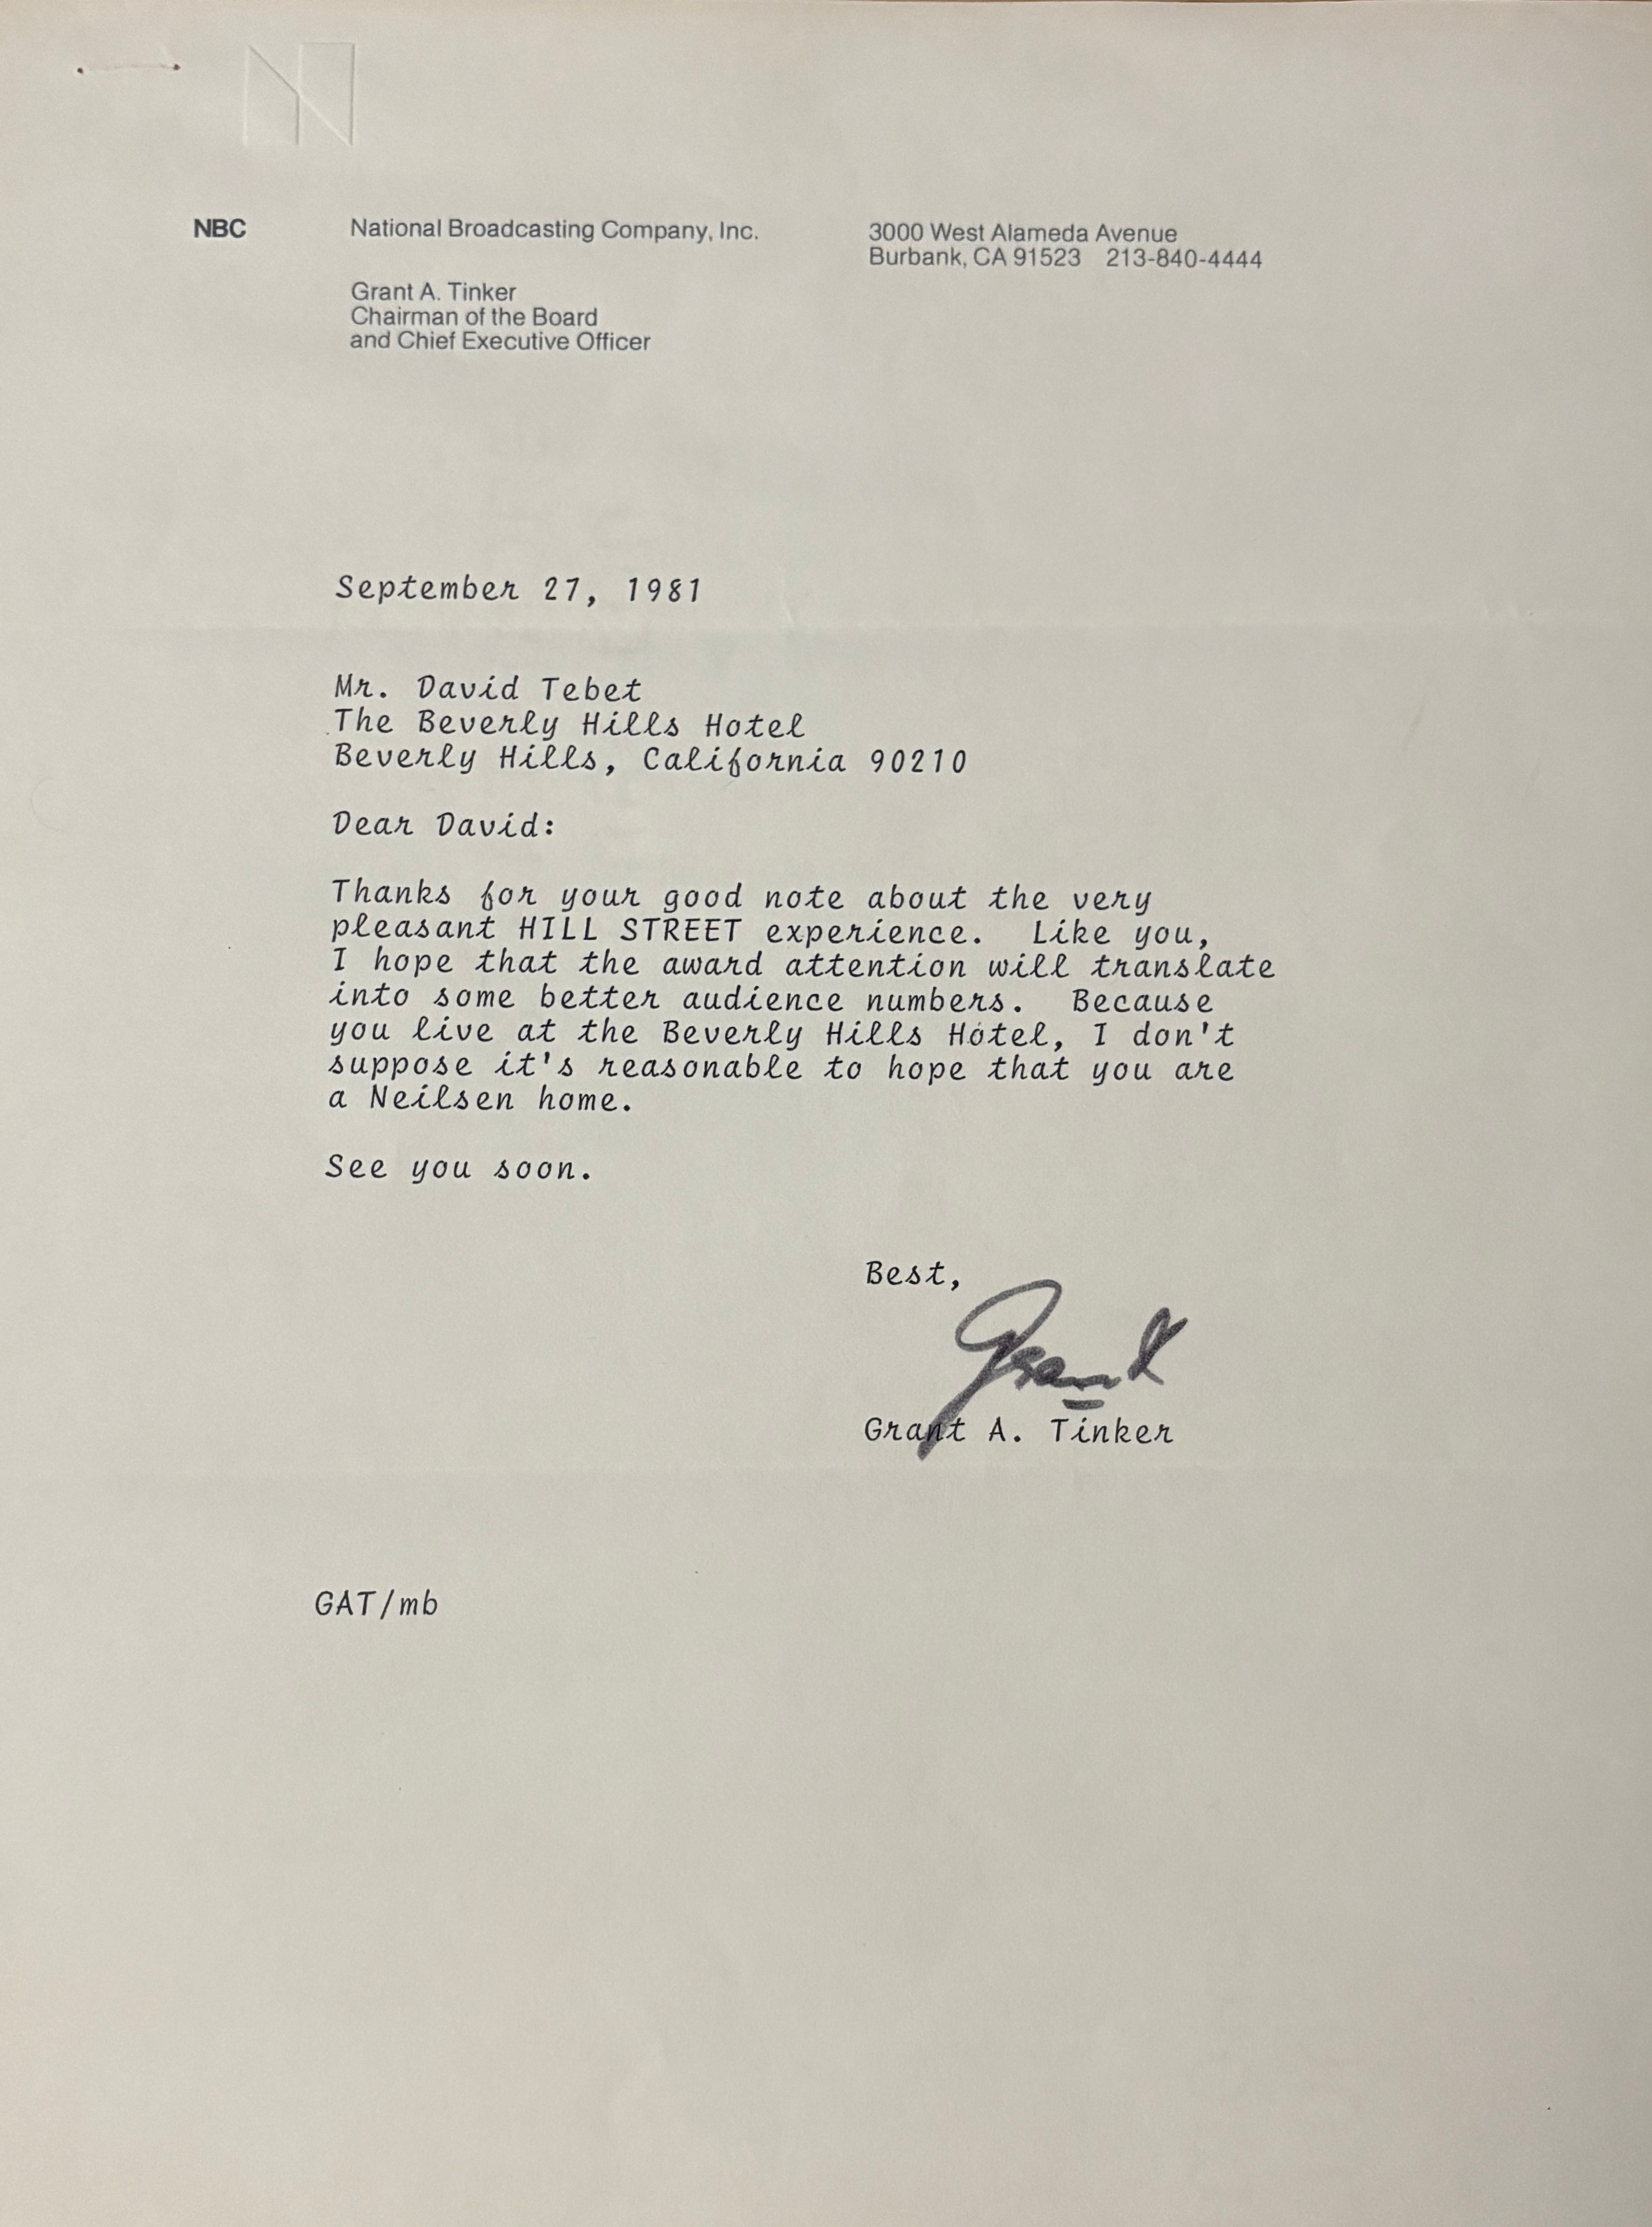 N
NBC
National Broadcasting Company, Inc.
Grant A. Tinker
Chairman of the Board
and Chief Executive Officer
3000 West Alameda Avenue
Burbank, CA 91523 213-840-4444
September 27, 1981
Mr. David Tebet
The Beverly Hills Hotel
Beverly Hills, California 90210
Dear David:
Thanks for your good note about the very
pleasant HILL STREET experience. Like you,
I hope that the award attention will translate
into some better audience numbers. Because
you live at the Beverly Hills Hotel, I don't
suppose it's reasonable to hope that you are
a Neilsen home.
See you soon.
Best,
Grant
Grant A. Tinker
GAT/mb